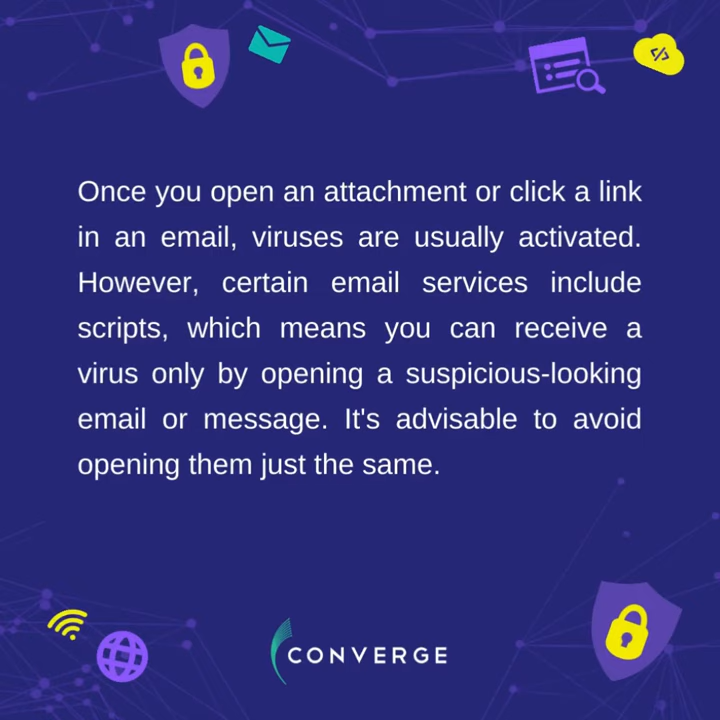 Once you open an attachment or click a link
in an email, viruses are usually activated.
However, certain email services include
scripts, which means you can receive a
virus only by opening a suspicious-looking
email or message. It's advisable to avoid
opening them just the same.
CONVERGE